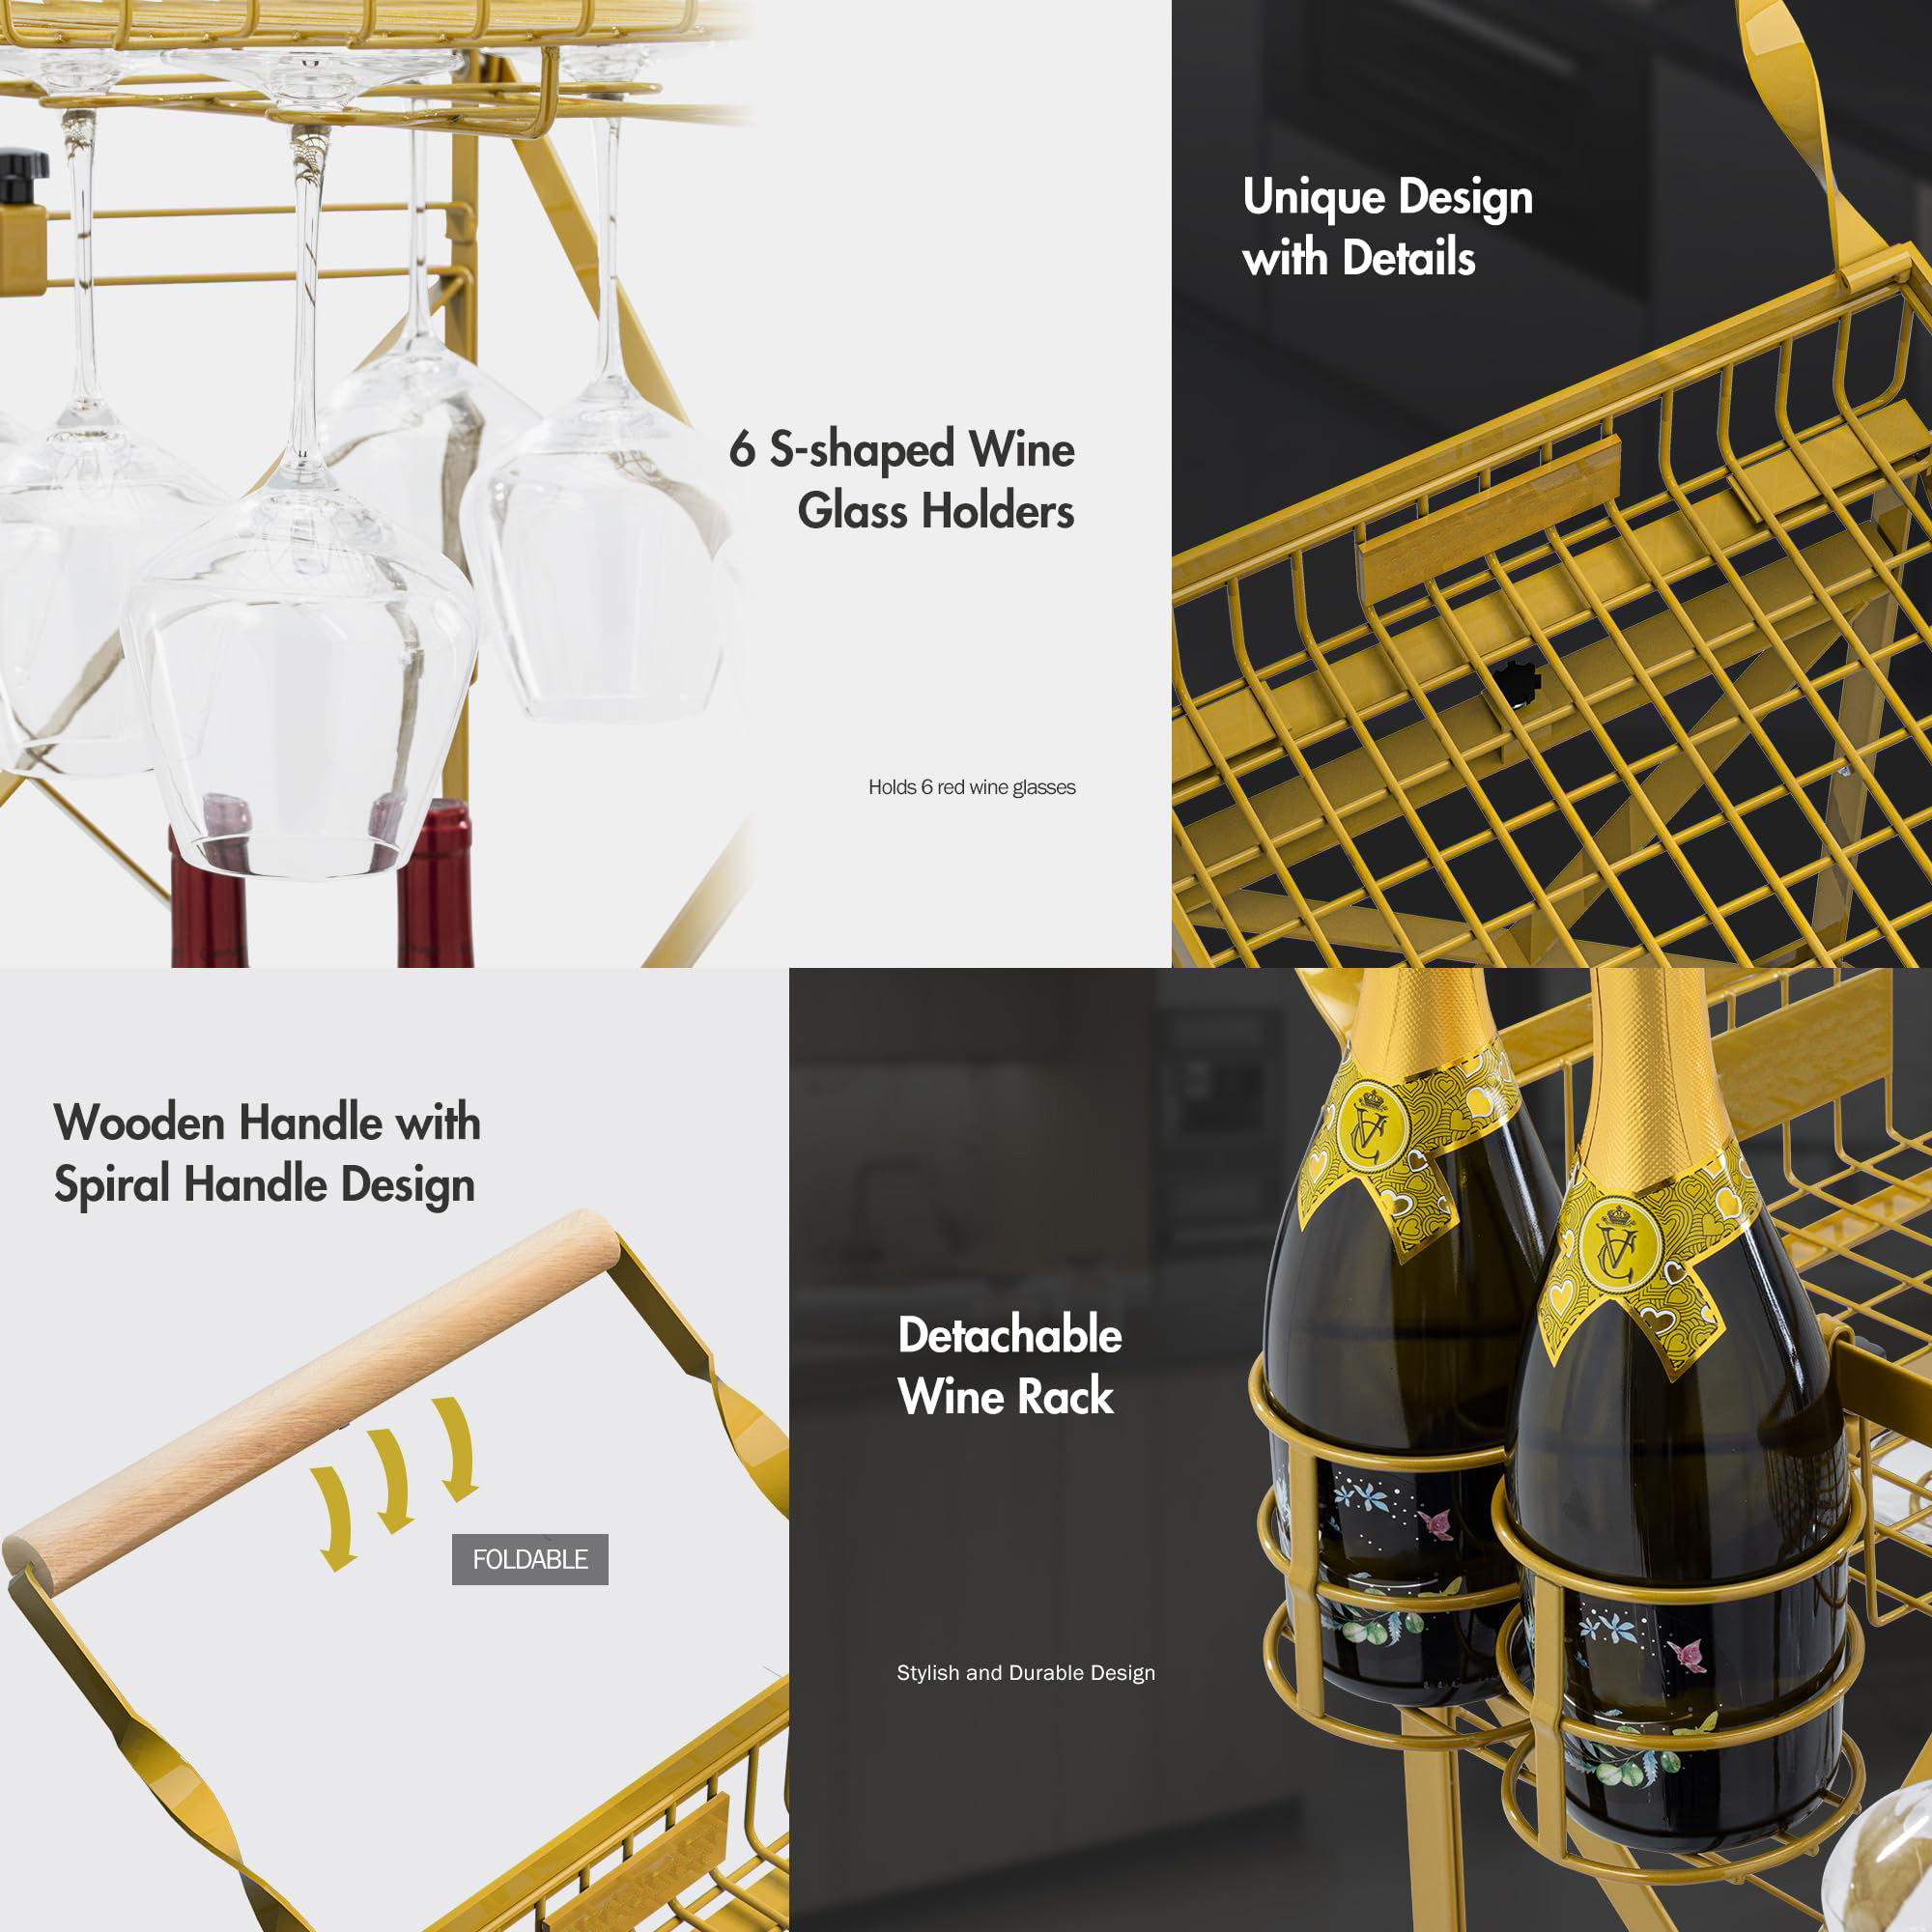 6 S-shaped Wine
Glass Holders
Holds 6 red wine glasses
Unique Design
with Details
Wooden Handle with
Spiral Handle Design
FOLDABLE
Detachable
Wine Rack
Stylish and Durable Design